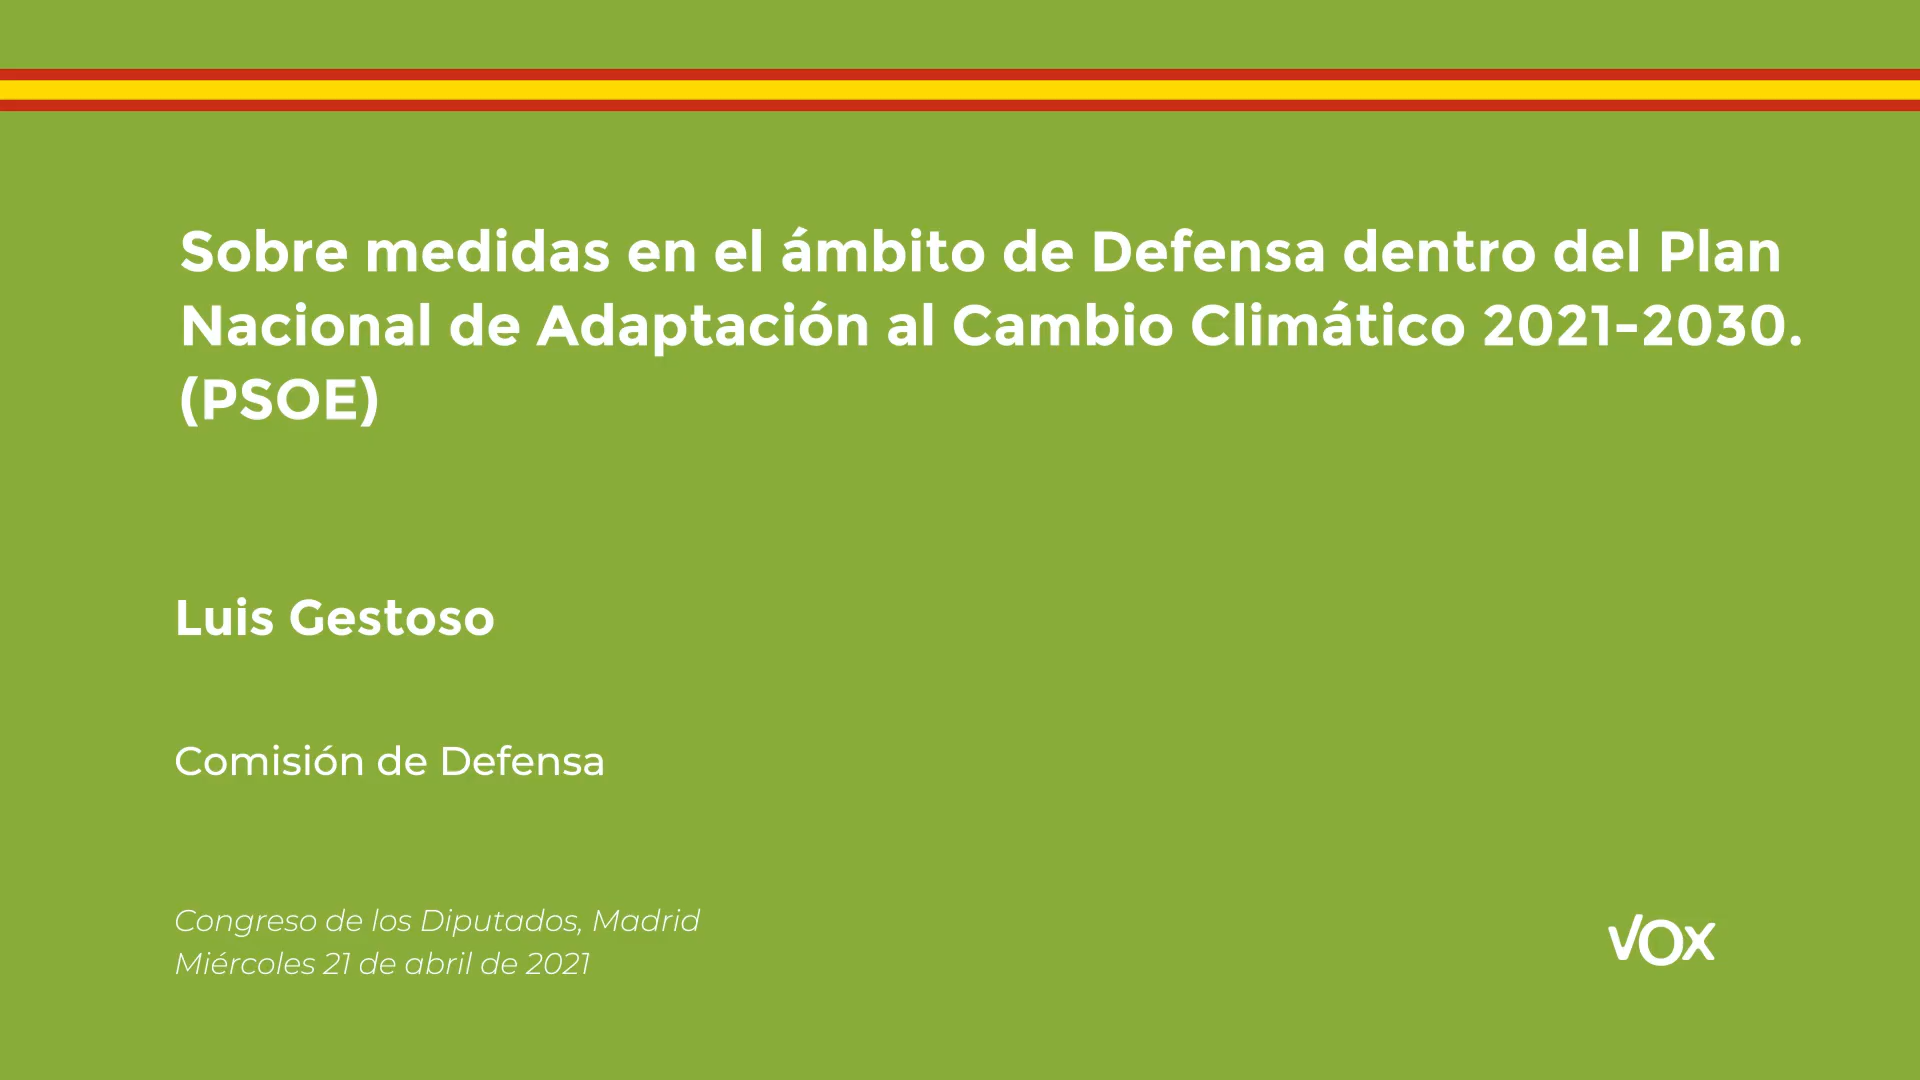 Sobre medidas en el ámbito de Defensa dentro del Plan
Nacional de Adaptación al Cambio Climático 2021-2030.
(PSOE)
Luis Gestoso
Comisión de Defensa
Congreso de los Diputados, Madrid
Miércoles 21 de abril de 2021
VOX